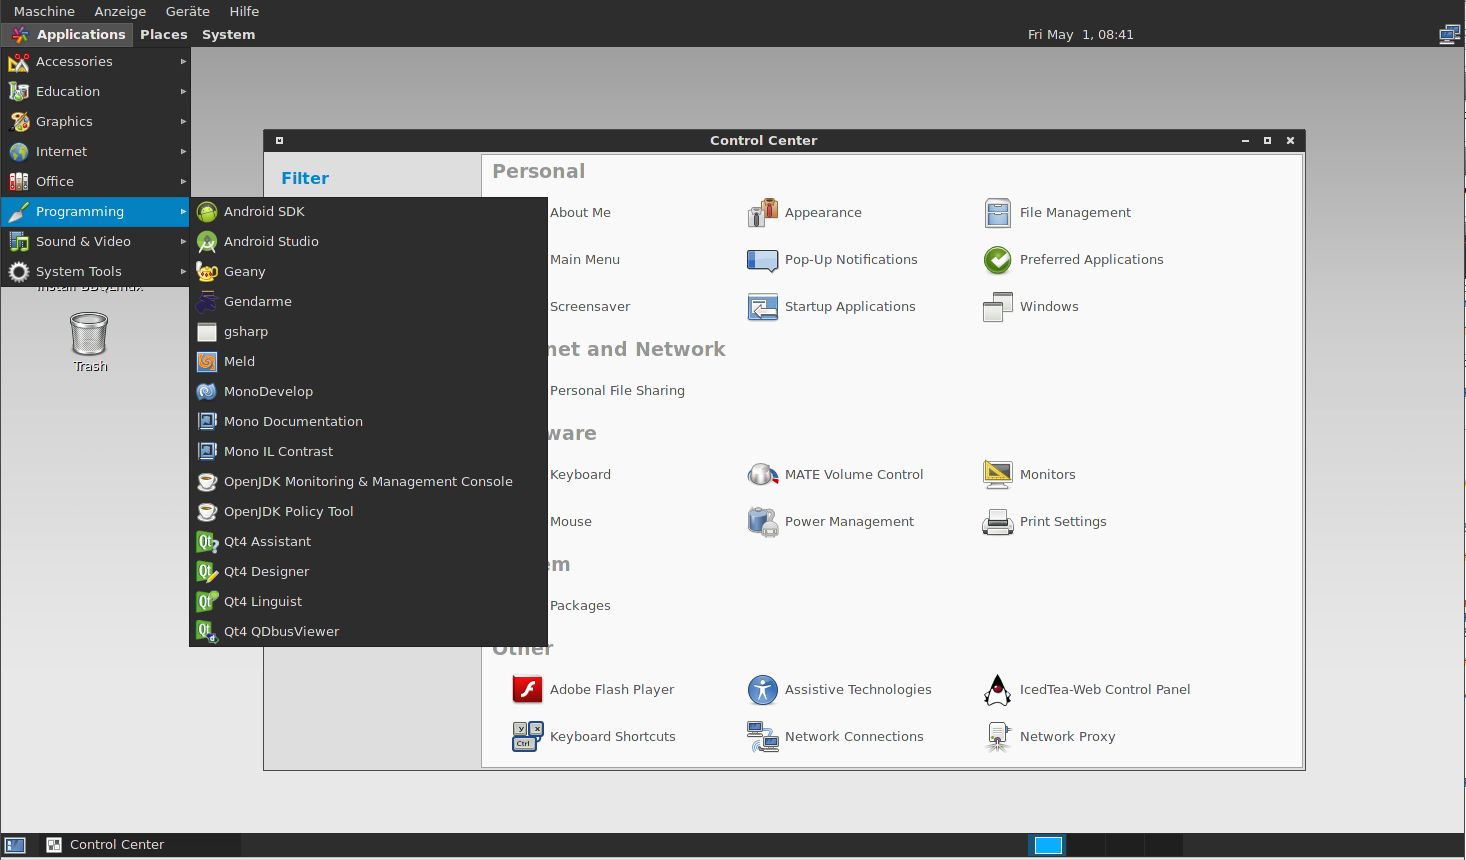 Maschine Anzeige Geräte Hilfe
Applications Places System Fri May 1, 08:41
Accessories
Education
Graphics
Internet
Office
Programming
Sound & Video
System Tools
Trash
Android SDK
Android Studio
Geany
Gendarme
gsharp
Meld
MonoDevelop
Mono Documentation
Mono IL Contrast
OpenJDK Monitoring & Management Console
OpenJDK Policy Tool
Qt4 Assistant
Qt4 Designer
Qt4 Linguist
Qt4 QDbusViewer
Control Center
Filter
Personal
About Me Appearance File Management
Main Menu Pop-Up Notifications Preferred Applications
Screensaver Startup Applications Windows
net and Network
Personal File Sharing
ware
Keyboard MATE Volume Control Monitors
Mouse Power Management Print Settings
em
Packages
Other
Adobe Flash Player Assistive Technologies IcedTea-Web Control Panel
Keyboard Shortcuts Network Connections Network Proxy
Control Center